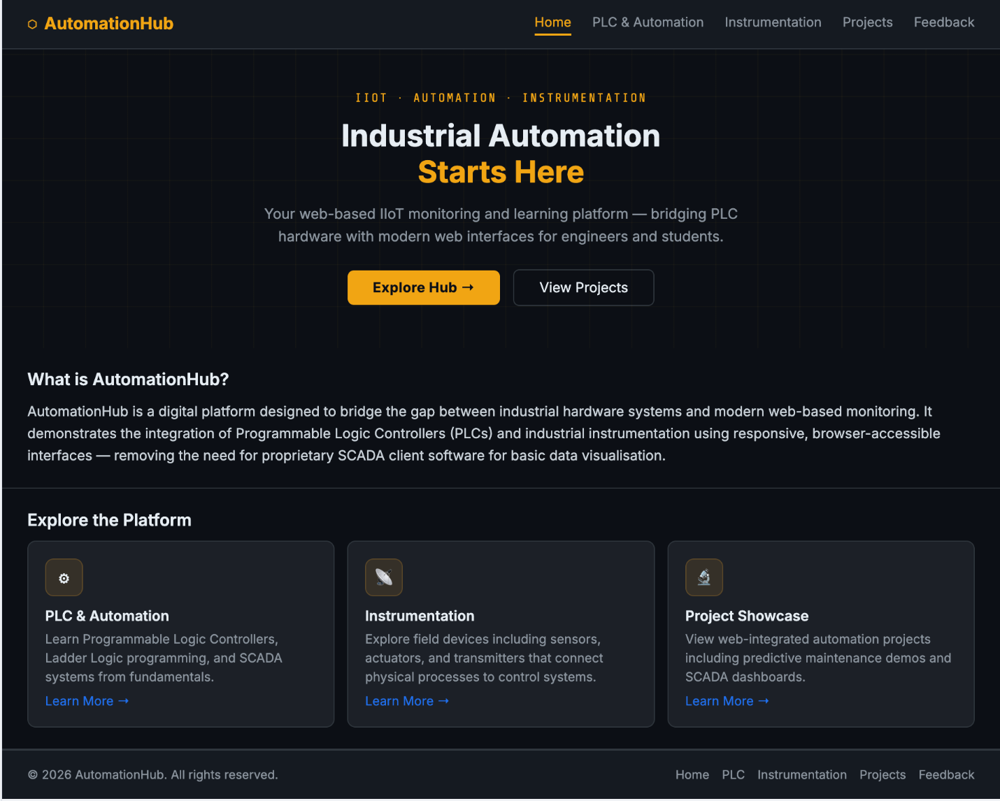 AutomationHub
Home
PLC & Automation
Instrumentation
Projects
Feedback
IIOT · AUTOMATION · INSTRUMENTATION
Industrial Automation
Starts Here
Your web-based IIoT monitoring and learning platform — bridging PLC
hardware with modern web interfaces for engineers and students.
Explore Hub →
View Projects
What is AutomationHub?
AutomationHub is a digital platform designed to bridge the gap between industrial hardware systems and modern web-based monitoring. It
demonstrates the integration of Programmable Logic Controllers (PLCs) and industrial instrumentation using responsive, browser-accessible
interfaces — removing the need for proprietary SCADA client software for basic data visualisation.
Explore the Platform
PLC & Automation
Learn Programmable Logic Controllers,
Ladder Logic programming, and SCADA
systems from fundamentals.
Learn More →
Instrumentation
Explore field devices including sensors,
actuators, and transmitters that connect
physical processes to control systems.
Learn More →
Project Showcase
View web-integrated automation projects
including predictive maintenance demos and
SCADA dashboards.
Learn More →
© 2026 AutomationHub. All rights reserved.
Home
PLC
Instrumentation
Projects
Feedback